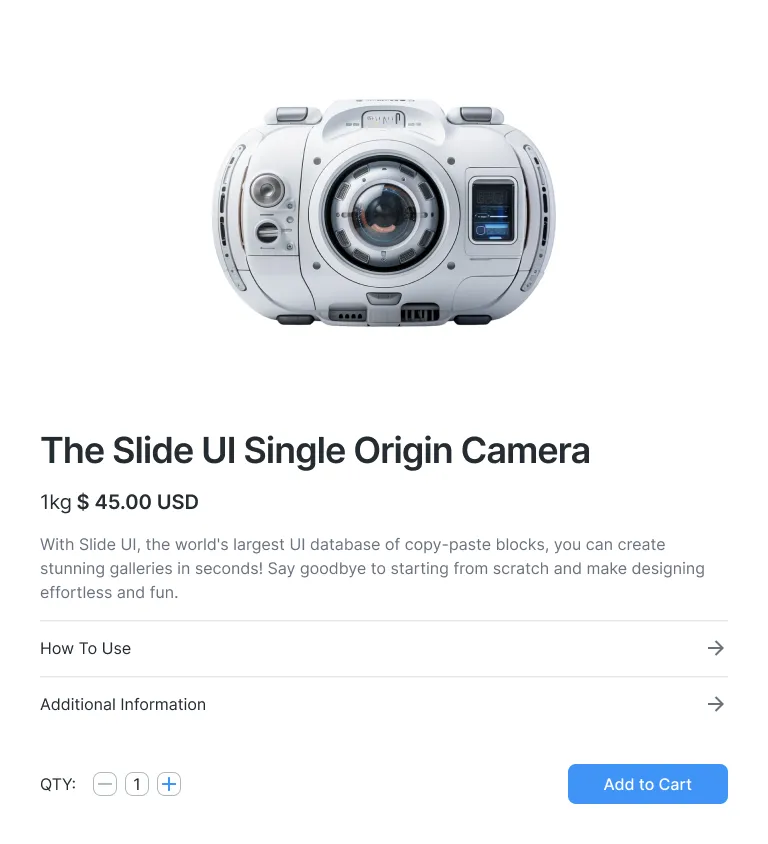 The Slide UI Single Origin Camera
1kg $ 45.00 USD
With Slide UI, the world's largest UI database of copy-paste blocks, you can create
stunning galleries in seconds! Say goodbye to starting from scratch and make designing
effortless and fun.
How To Use
Additional Information
QTY: 1
Add to Cart